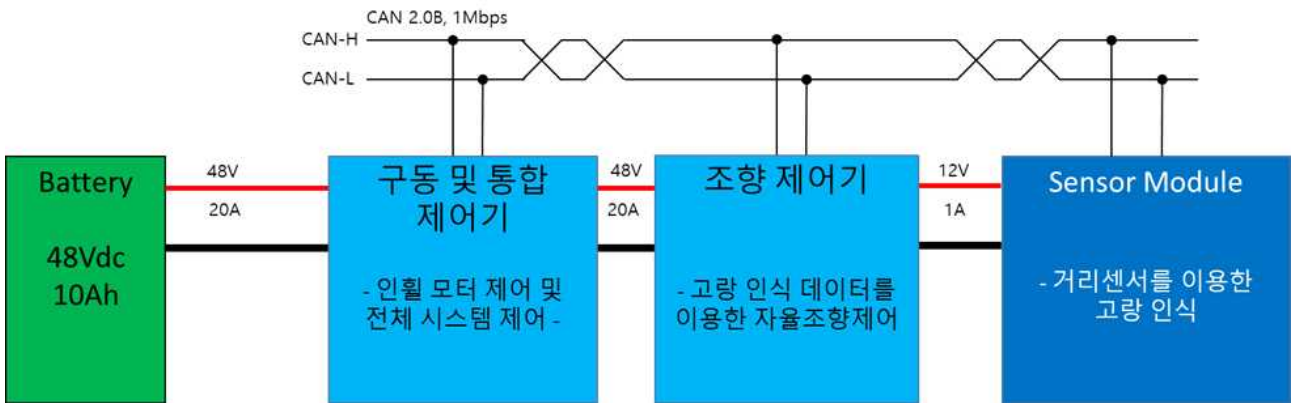 CAN 2.0B, 1Mbps
CAN-H
CAN-L
Battery
48Vdc
10Ah
48V
20A
구동 및 통합
제어기
- 인휠 모터 제어 및
전체 시스템 제어 -
48V
20A
조향 제어기
- 고랑 인식 데이터를
이용한 자율조향제어
12V
1A
Sensor Module
- 거리센서를 이용한
고랑 인식